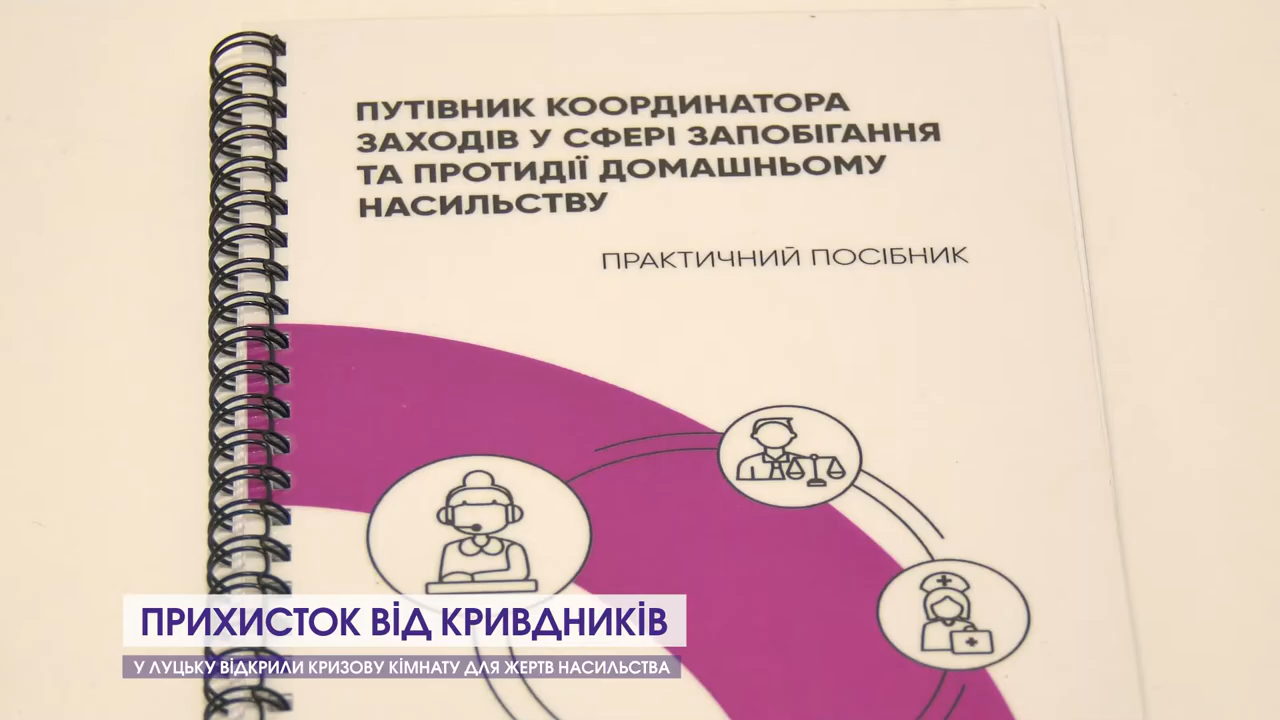 ПУТІВНИК КООРДИНАТОРА
ЗАХОДІВ У СФЕРІ ЗАПОБІГАННЯ
ТА ПРОТИДІЇ ДОМАШНЬОМУ
НАСИЛЬСТВУ
ПРАКТИЧНИЙ ПОСІБНИК
ПРИХИСТОК ВІД КРИВДНИКІВ
У ЛУЦЬКУ ВІДКРИЛИ КРИЗОВУ КІМНАТУ ДЛЯ ЖЕРТВ НАСИЛЬСТВА